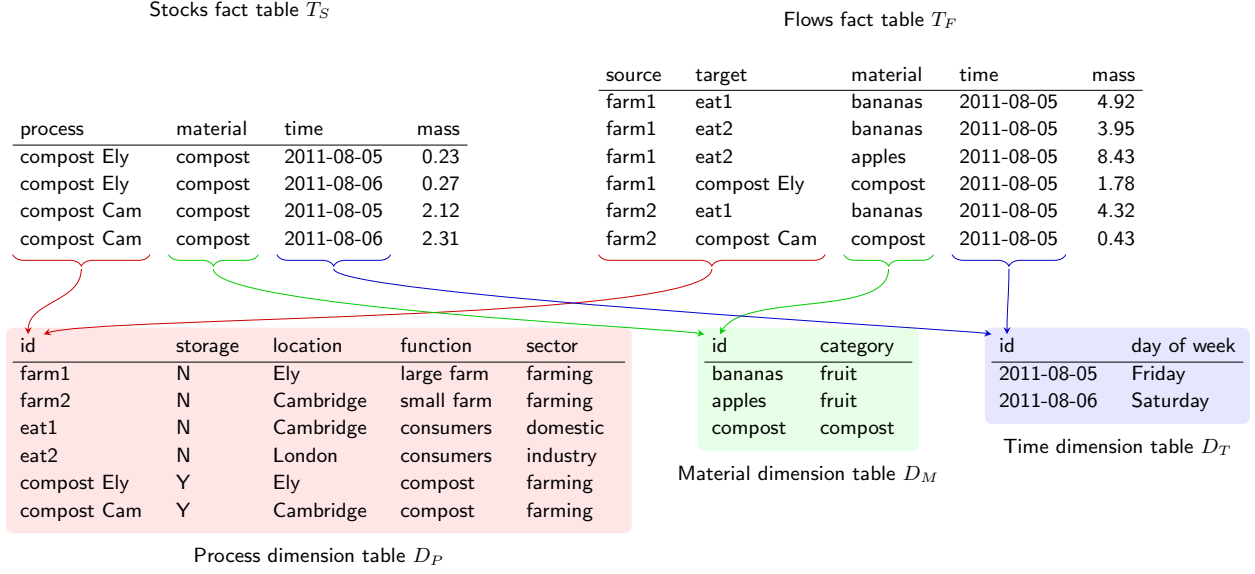 Stocks fact table T_S
Flows fact table T_F
source target material time mass
farm1 eat1 bananas 2011-08-05 4.92
farm1 eat2 bananas 2011-08-05 3.95
farm1 eat2 apples 2011-08-05 8.43
farm1 compost Ely compost 2011-08-05 1.78
farm2 eat1 bananas 2011-08-05 4.32
farm2 compost Cam compost 2011-08-05 0.43
process material time mass
compost Ely compost 2011-08-05 0.23
compost Ely compost 2011-08-06 0.27
compost Cam compost 2011-08-05 2.12
compost Cam compost 2011-08-06 2.31
id storage location function sector
farm1 N Ely large farm farming
farm2 N Cambridge small farm farming
eat1 N Cambridge consumers domestic
eat2 N London consumers industry
compost Ely Y Ely compost farming
compost Cam Y Cambridge compost farming
Process dimension table D_P
id category
bananas fruit
apples fruit
compost compost
Material dimension table D_M
id day of week
2011-08-05 Friday
2011-08-06 Saturday
Time dimension table D_T